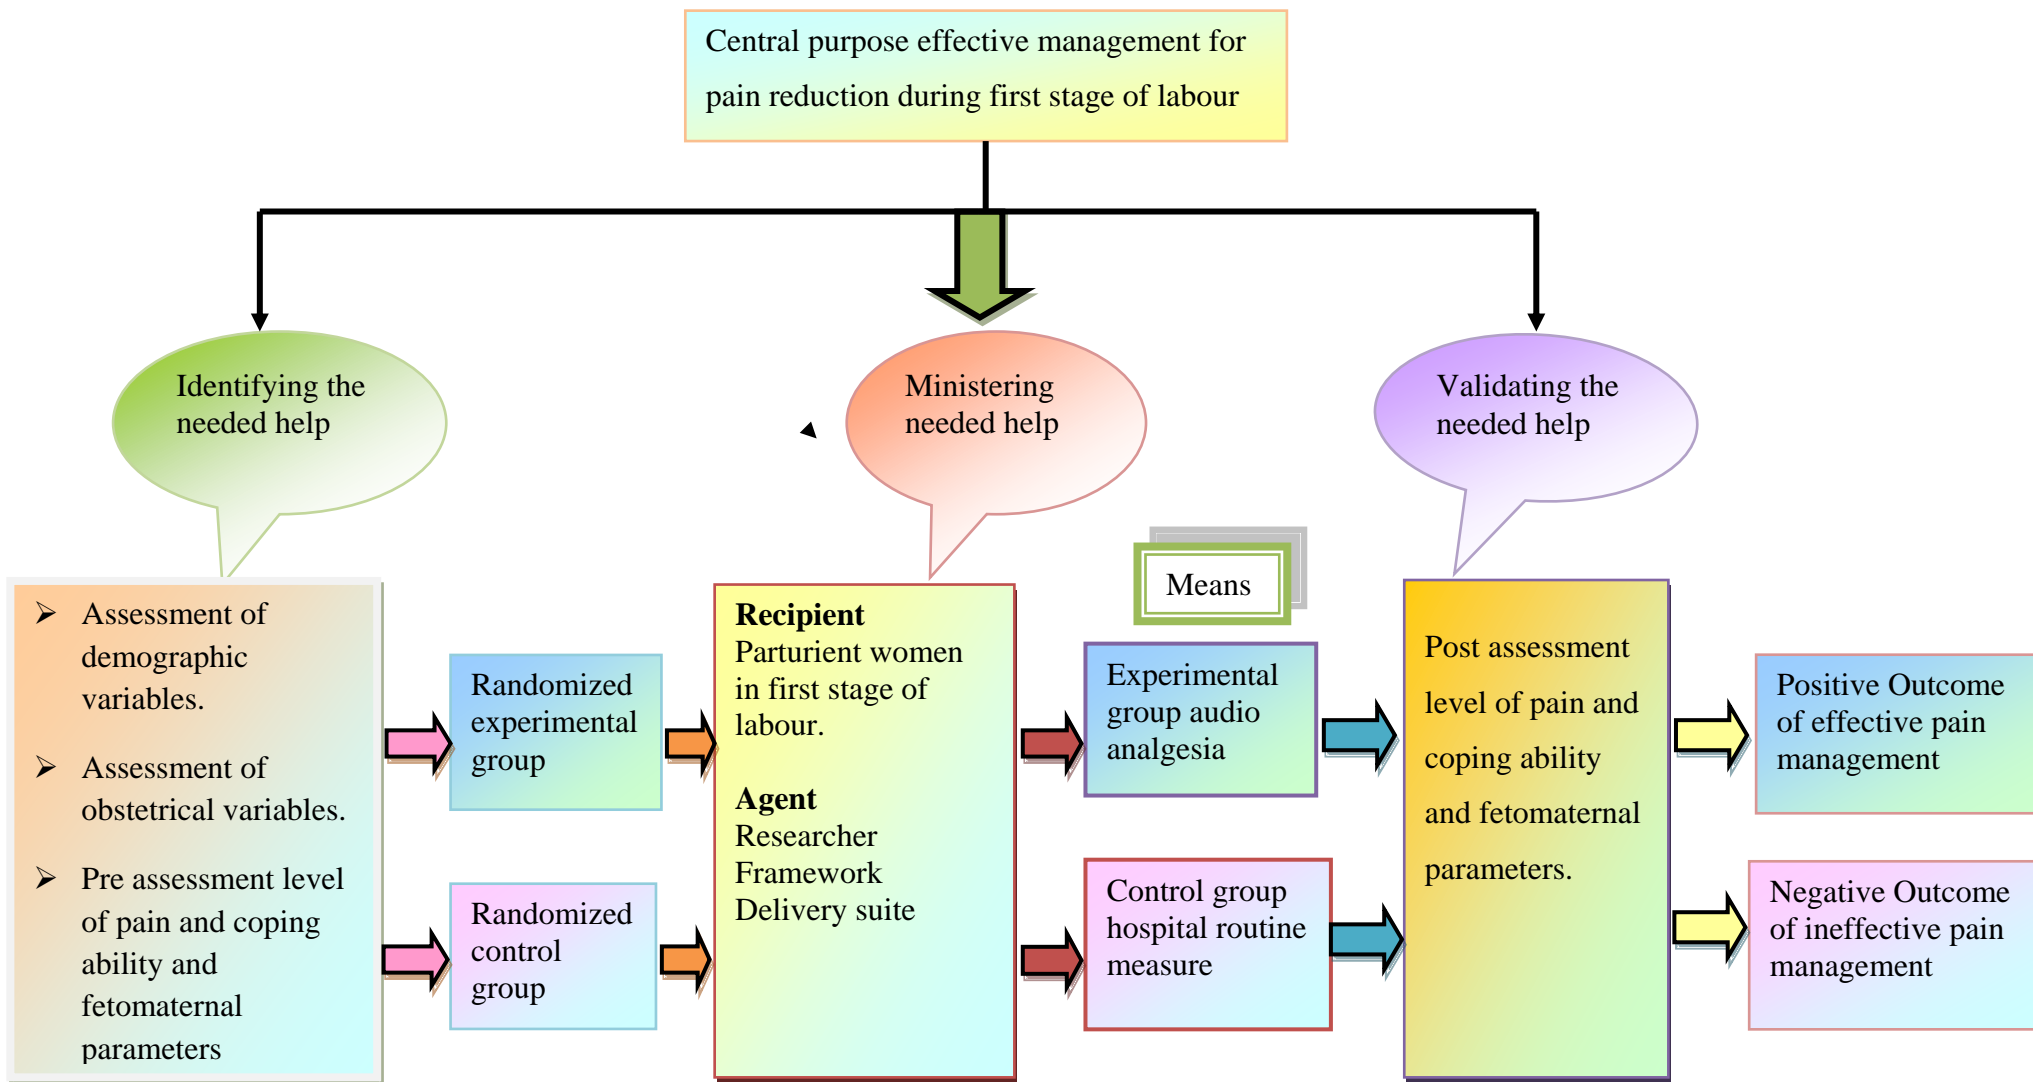 Central purpose effective management for
pain reduction during first stage of labour
Identifying the
needed help
Ministering
needed help
Validating the
needed help
➢ Assessment of
demographic
variables.
➢ Assessment of
obstetrical variables.
➢ Pre assessment level
of pain and coping
ability and
fetomaternal
parameters
Randomized
experimental
group
Randomized
control
group
Recipient
Parturient women
in first stage of
labour.
Agent
Researcher
Framework
Delivery suite
Means
Experimental
group audio
analgesia
Control group
hospital routine
measure
Post assessment
level of pain and
coping ability
and fetomaternal
parameters.
Positive Outcome
of effective pain
management
Negative Outcome
of ineffective pain
management